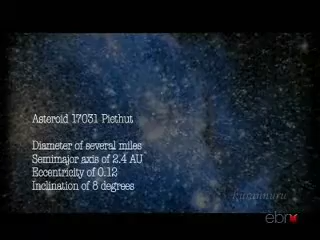 Asteroid 17031 Piethut
Diameter of several miles
Semimajor axis of 2.4 AU
Eccentricity of 0.12
Inclination of 8 degrees
ebru